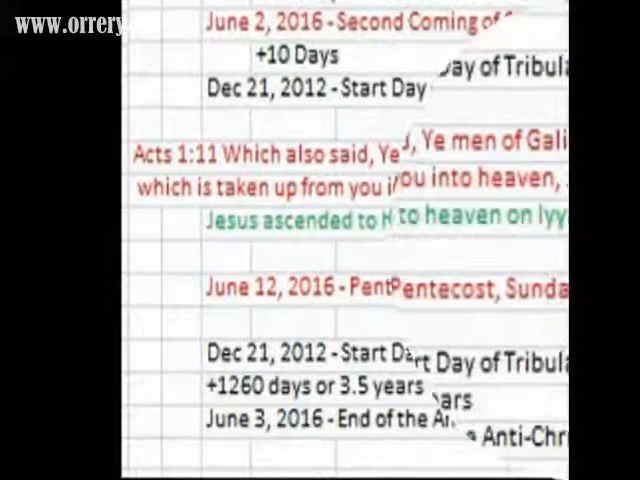 www.orrery
June 2, 2016 - Second Coming of
+10 Days
Day of Tribula
Dec 21, 2012 - Start Day
Acts 1:11 Which also said, Ye , Ye men of Gali
which is taken up from you i ou into heaven,
Jesus ascended to H to heaven on Iyy
June 12, 2016 - Pent Pentecost, Sunda
Dec 21, 2012 - Start Da rt Day of Tribula
+1260 days or 3.5 years ars
June 3, 2016 - End of the An Anti-Chr